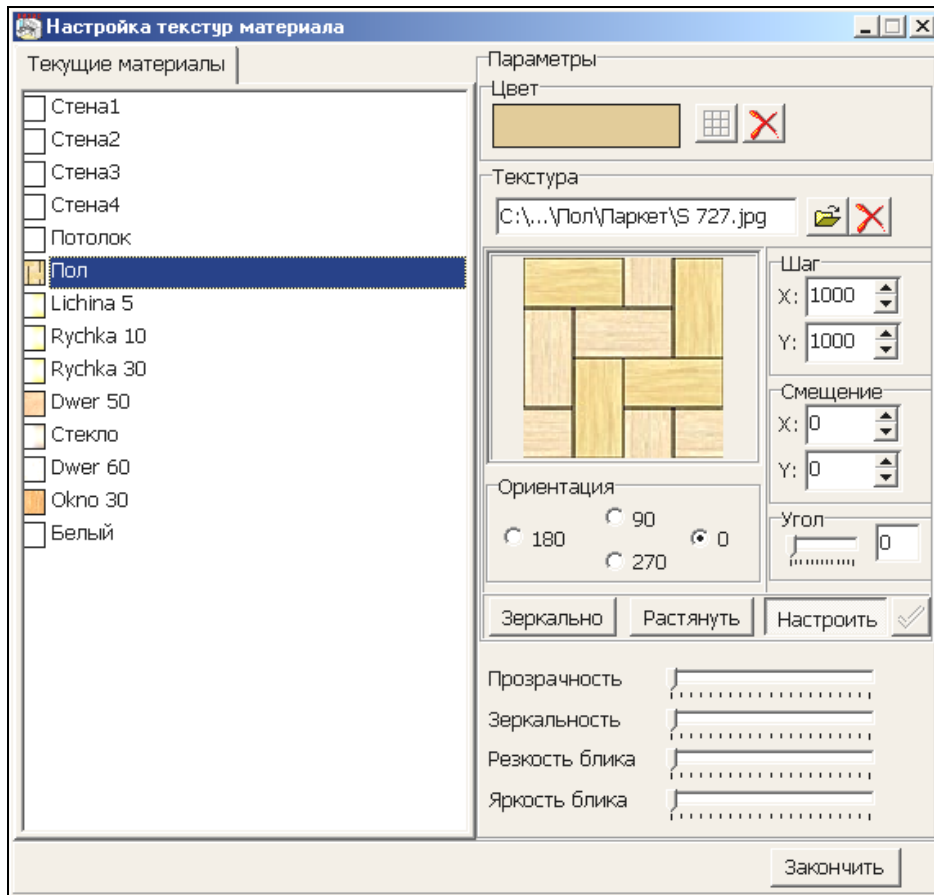 Настройка текстур материала
Текущие материалы
Стена1
Стена2
Стена3
Стена4
Потолок
Пол
Lichina 5
Rychka 10
Rychka 30
Dwer 50
Стекло
Dwer 60
Okno 30
Белый
Параметры
Цвет
Текстура
C:\...\Пол\Паркет\S 727.jpg
Шаг
X: 1000
Y: 1000
Смещение
X: 0
Y: 0
Ориентация
180
90
270
0
Угол
0
Зеркально
Растянуть
Настроить
Прозрачность
Зеркальность
Резкость блика
Яркость блика
Закончить